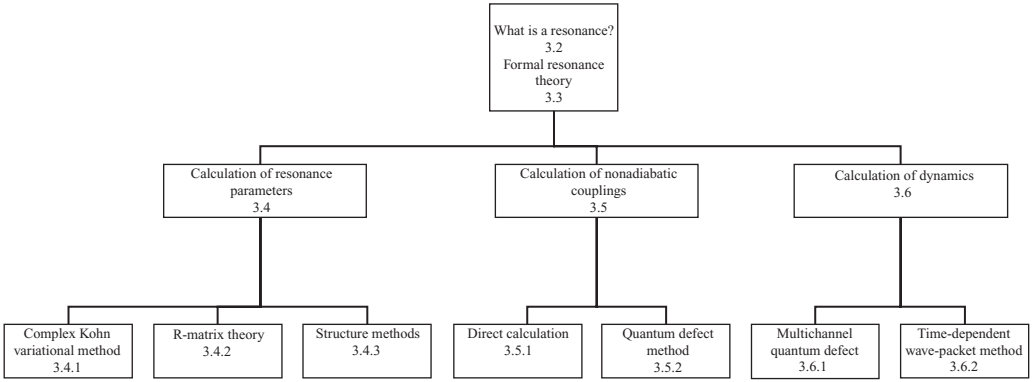 What is a resonance?
3.2
Formal resonance
theory
3.3
Calculation of resonance
parameters
3.4
Calculation of nonadiabatic
couplings
3.5
Calculation of dynamics
3.6
Complex Kohn
variational method
3.4.1
R-matrix theory
3.4.2
Structure methods
3.4.3
Direct calculation
3.5.1
Quantum defect
method
3.5.2
Multichannel
quantum defect
3.6.1
Time-dependent
wave-packet method
3.6.2